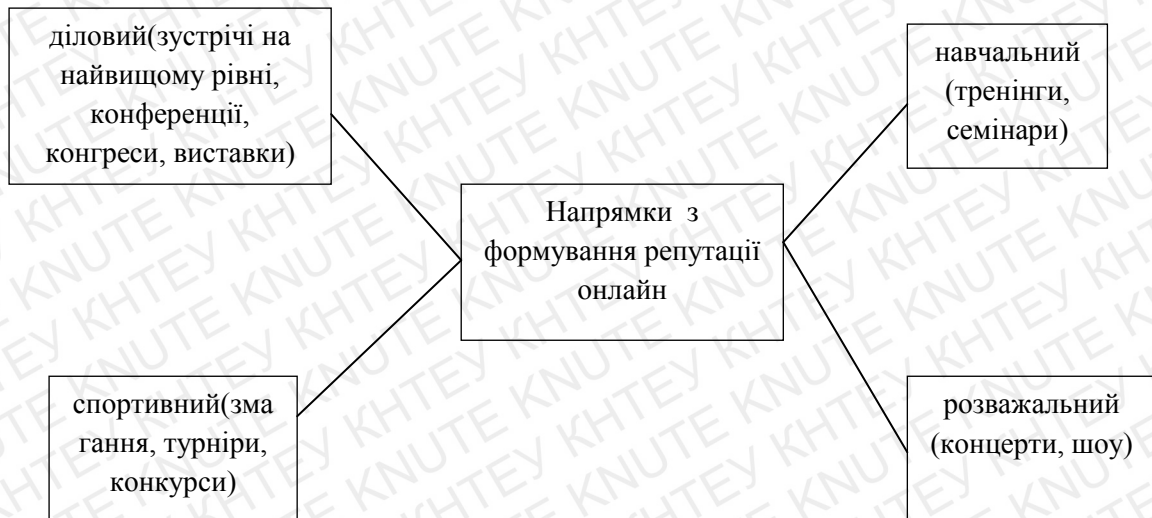 діловий(зустрічі на
найвищому рівні,
конференції,
конгреси, виставки)
навчальний
(тренінги,
семінари)
Напрямки з
формування репутації
онлайн
спортивний(зма
гання, турніри,
конкурси)
розважальний
(концерти, шоу)